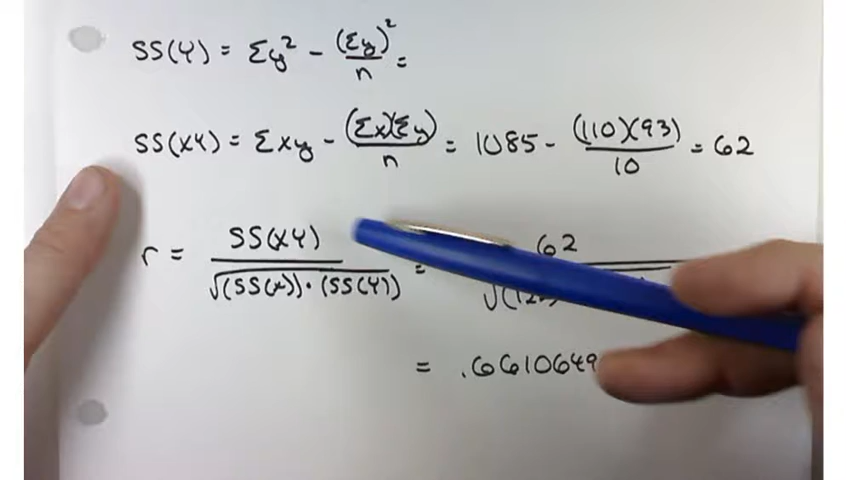 SS(Y) = Σy² - (Σy)²/n =
SS(XY) = Σxy - (Σx)(Σy)/n = 1085 - (110)(93)/10 = 62
r = SS(XY)/√(SS(x))·(SS(Y)) = 62/√(12
= .6610649